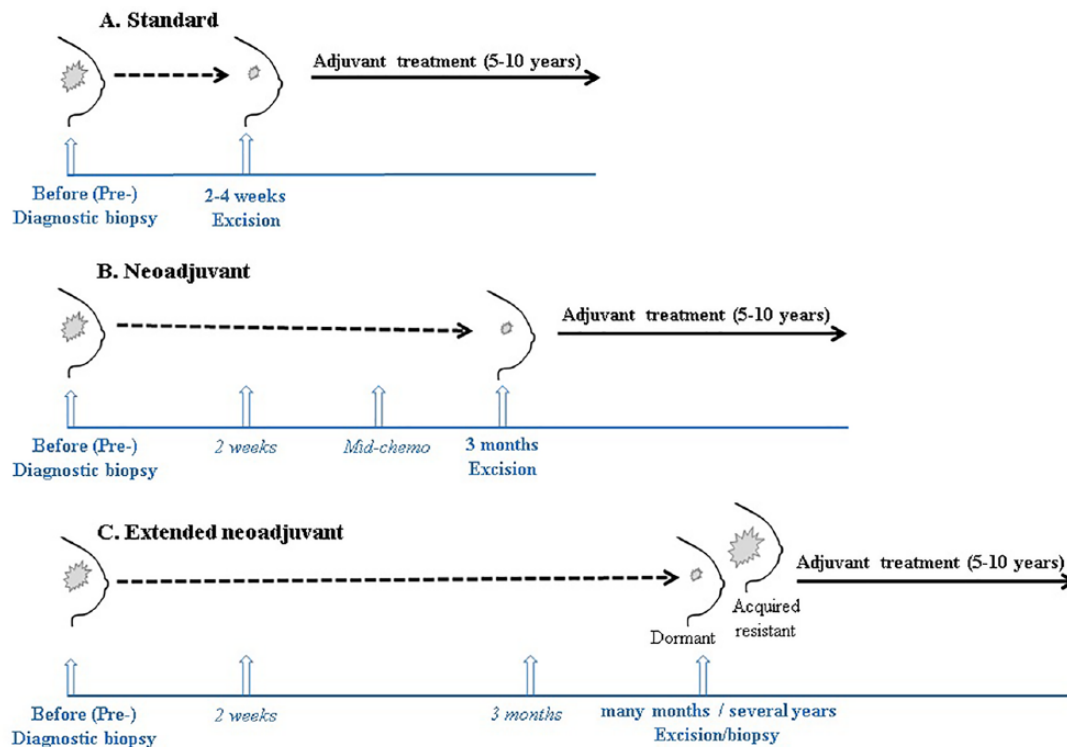 A. Standard
Adjuvant treatment (5-10 years)
Before (Pre-)
Diagnostic biopsy
2-4 weeks
Excision
B. Neoadjuvant
Adjuvant treatment (5-10 years)
Before (Pre-)
Diagnostic biopsy
2 weeks
Mid-chemo
3 months
Excision
C. Extended neoadjuvant
Adjuvant treatment (5-10 years)
Dormant
Acquired
resistant
Before (Pre-)
Diagnostic biopsy
2 weeks
3 months
many months / several years
Excision/biopsy